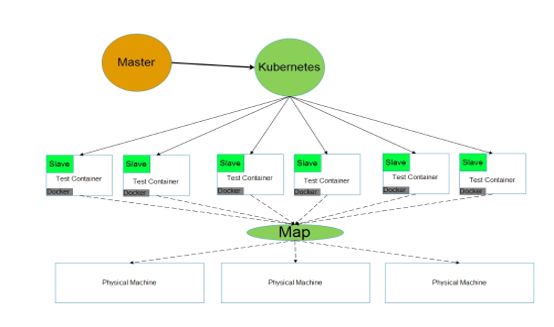 Master
Kubernetes
Slave
Test Container
Docker
Slave
Test Container
Docker
Slave
Test Container
Docker
Slave
Test Container
Docker
Slave
Test Container
Docker
Slave
Test Container
Docker
Map
Physical Machine
Physical Machine
Physical Machine